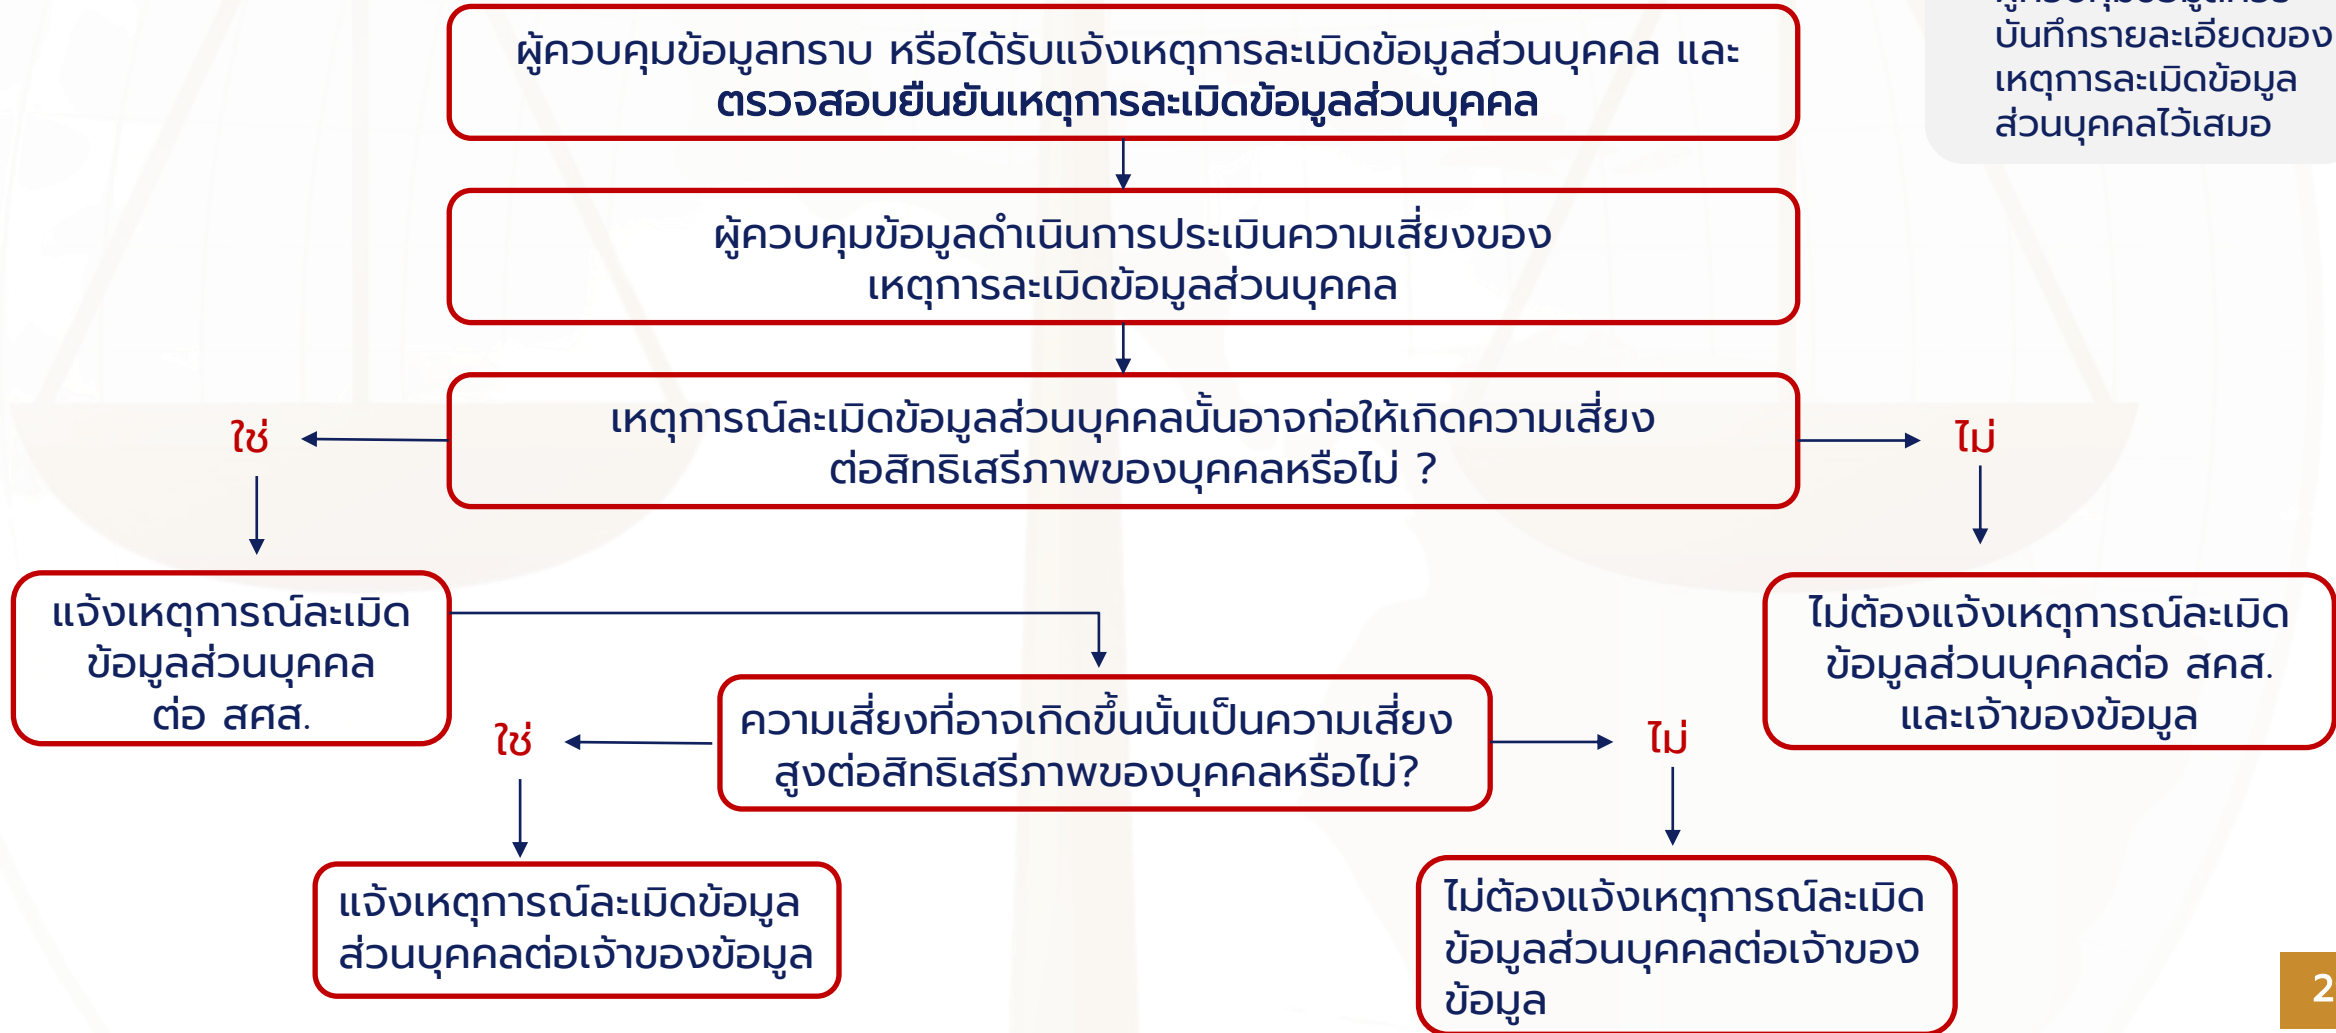 บันทึกรายละเอียดของ
เหตุการละเมิดข้อมูล
ส่วนบุคคลไว้เสมอ
ผู้ควบคุมข้อมูลทราบ หรือได้รับแจ้งเหตุการละเมิดข้อมูลส่วนบุคคล และ
ตรวจสอบยืนยันเหตุการละเมิดข้อมูลส่วนบุคคล
ผู้ควบคุมข้อมูลดำเนินการประเมินความเสี่ยงของ
เหตุการละเมิดข้อมูลส่วนบุคคล
เหตุการณ์ละเมิดข้อมูลส่วนบุคคลนั้นอาจก่อให้เกิดความเสี่ยง
ต่อสิทธิเสรีภาพของบุคคลหรือไม่ ?
ใช่
ไม่
แจ้งเหตุการณ์ละเมิด
ข้อมูลส่วนบุคคล
ต่อ สศส.
ไม่ต้องแจ้งเหตุการณ์ละเมิด
ข้อมูลส่วนบุคคลต่อ สคส.
และเจ้าของข้อมูล
ความเสี่ยงที่อาจเกิดขึ้นนั้นเป็นความเสี่ยง
สูงต่อสิทธิเสรีภาพของบุคคลหรือไม่?
ใช่
ไม่
แจ้งเหตุการณ์ละเมิดข้อมูล
ส่วนบุคคลต่อเจ้าของข้อมูล
ไม่ต้องแจ้งเหตุการณ์ละเมิด
ข้อมูลส่วนบุคคลต่อเจ้าของ
ข้อมูล
2